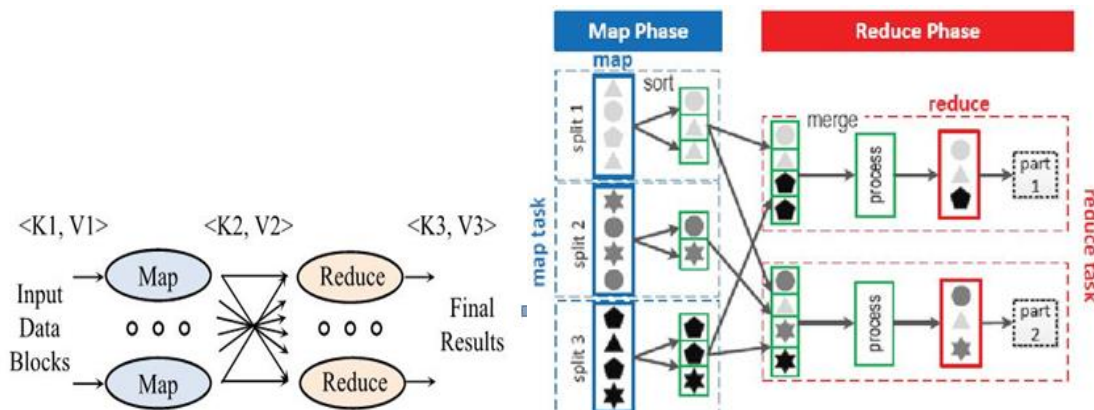 <K1, V1>
<K2, V2>
<K3, V3>
Map
Reduce
Input
Data
Blocks
Final
Results
Map
Reduce
Map Phase
Reduce Phase
map
sort
reduce
merge
split 1
split 2
split 3
map task
process
part
1
process
part
2
reduce task